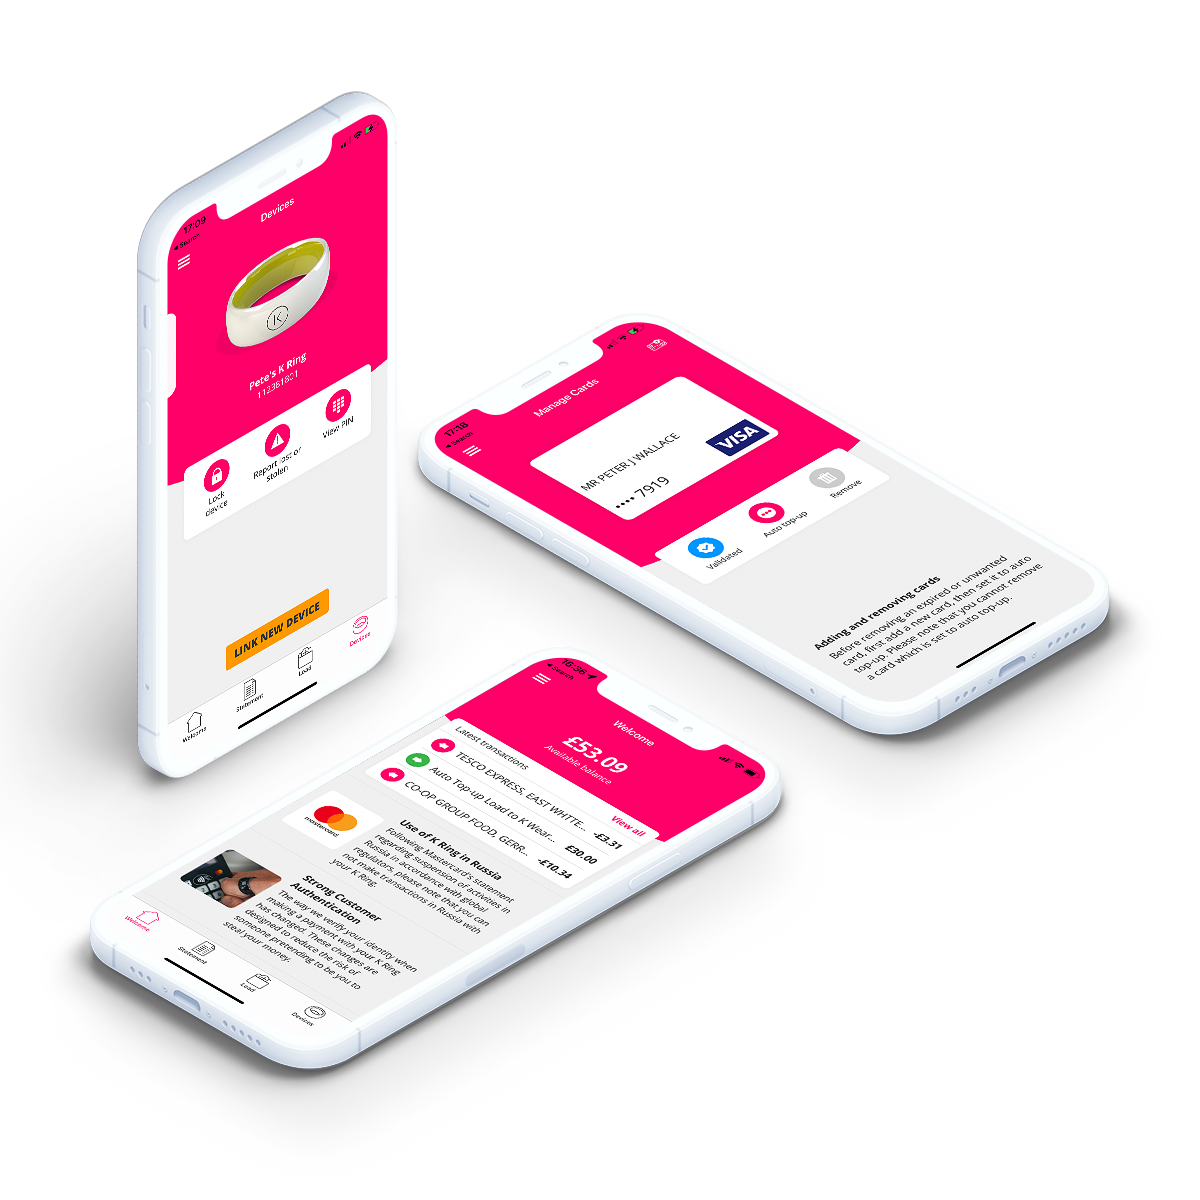 17:09
Search
Devices
K
Pete's K Ring
112361801
Lock
device
Report lost or
stolen
View PIN
LINK NEW DEVICE
Welcome
Statement
Load
Devices
17:18
Search
Manage Cards
MR PETER J WALLACE
VISA
•••• 7919
Validated
Auto top-up
Remove
Adding and removing cards
Before removing an expired or unwanted
card, first add a new card, then set it to auto
top-up. Please note that you cannot remove
a card which is set to auto top-up.
16:36
Search
Welcome
£53.09
Available balance
Latest transactions
View all
TESCO EXPRESS, EAST WHITTE... -£3.31
Auto Top-up Load to K Wear... £30.00
CO-OP GROUP FOOD, GERR... -£10.34
mastercard
Use of K Ring in Russia
Following Mastercard's statement
regarding suspension of activities in
Russia in accordance with global
regulators, please note that you can
not make transactions in Russia with
your K Ring.
Strong Customer
Authentication
The way we verify your identity when
making a payment with your K Ring
has changed. These changes are
designed to reduce the risk of
someone pretending to be you to
steal your money.
Welcome
Statement
Load
Devices